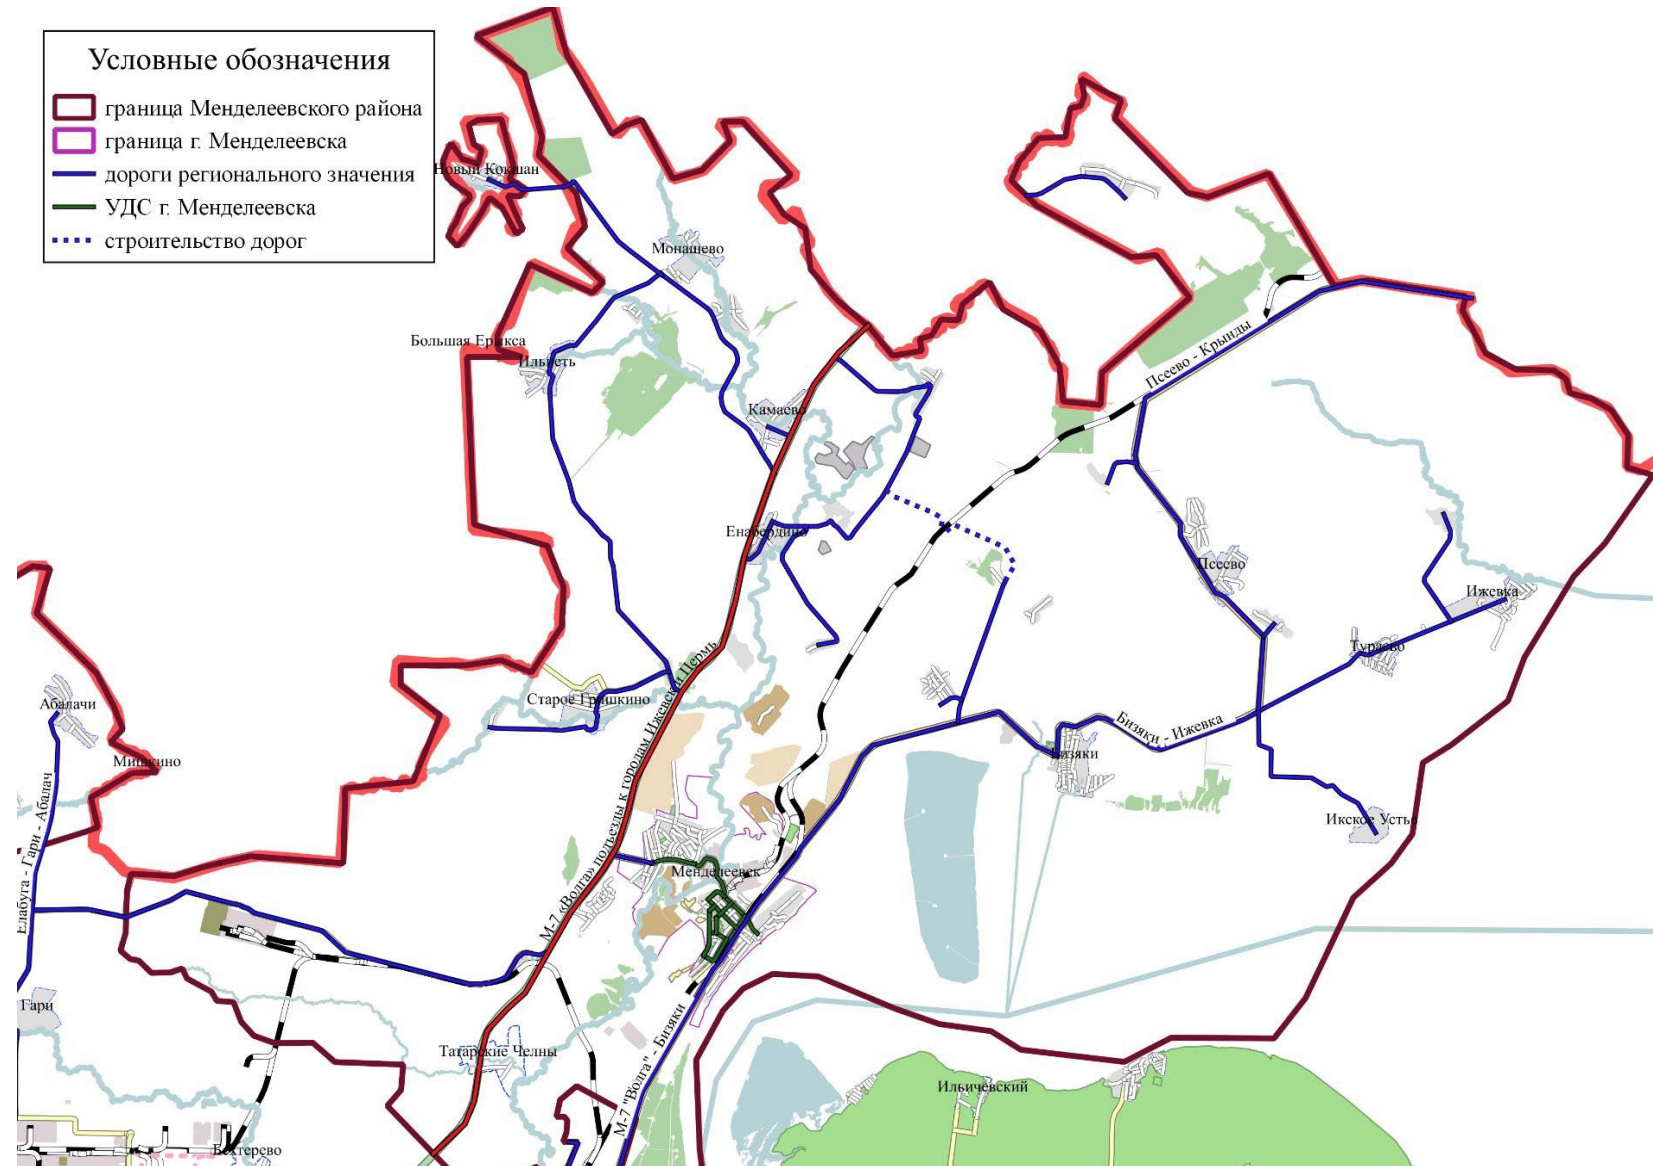 Условные обозначения
граница Менделеевского района
граница г. Менделеевска
дороги регионального значения
УДС г. Менделеевска
строительство дорог
Новый Кокшан
Монашево
Большая Ерыкса
Ильнеть
Псеево - Крынды
Камаево
Енабердино
Псеево
Ижевка
Тураево
Старое Гришкино
Абалачи
Мишкино
Бизяки - Ижевка
Бизяки
Икское Устье
М-7 «Волга» подъезды к городам Ижевск и Пермь
Менделеевск
Елабуга - Гари - Абалач
Гари
Татарские Челны
М-7 "Волга" - Бизяки
Ильичевский
Бехтерево